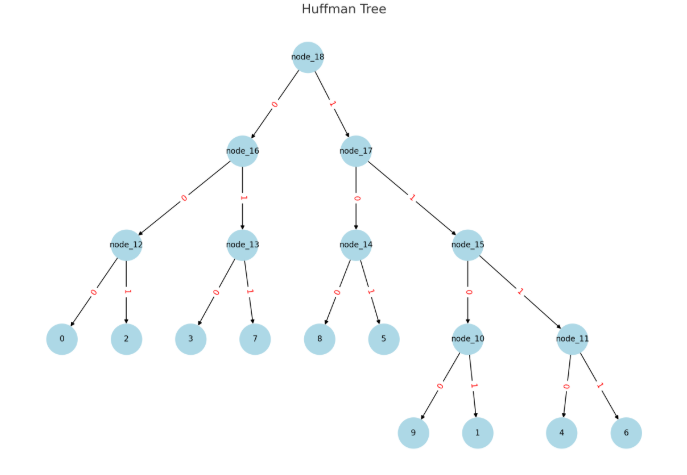 Huffman Tree
node_18
0 1
node_16 node_17
0 1 0 1
node_12 node_13 node_14 node_15
0 1 0 1 0 1 0 1
0 2 3 7 8 5 node_10 node_11
0 1 0 1
9 1 4 6